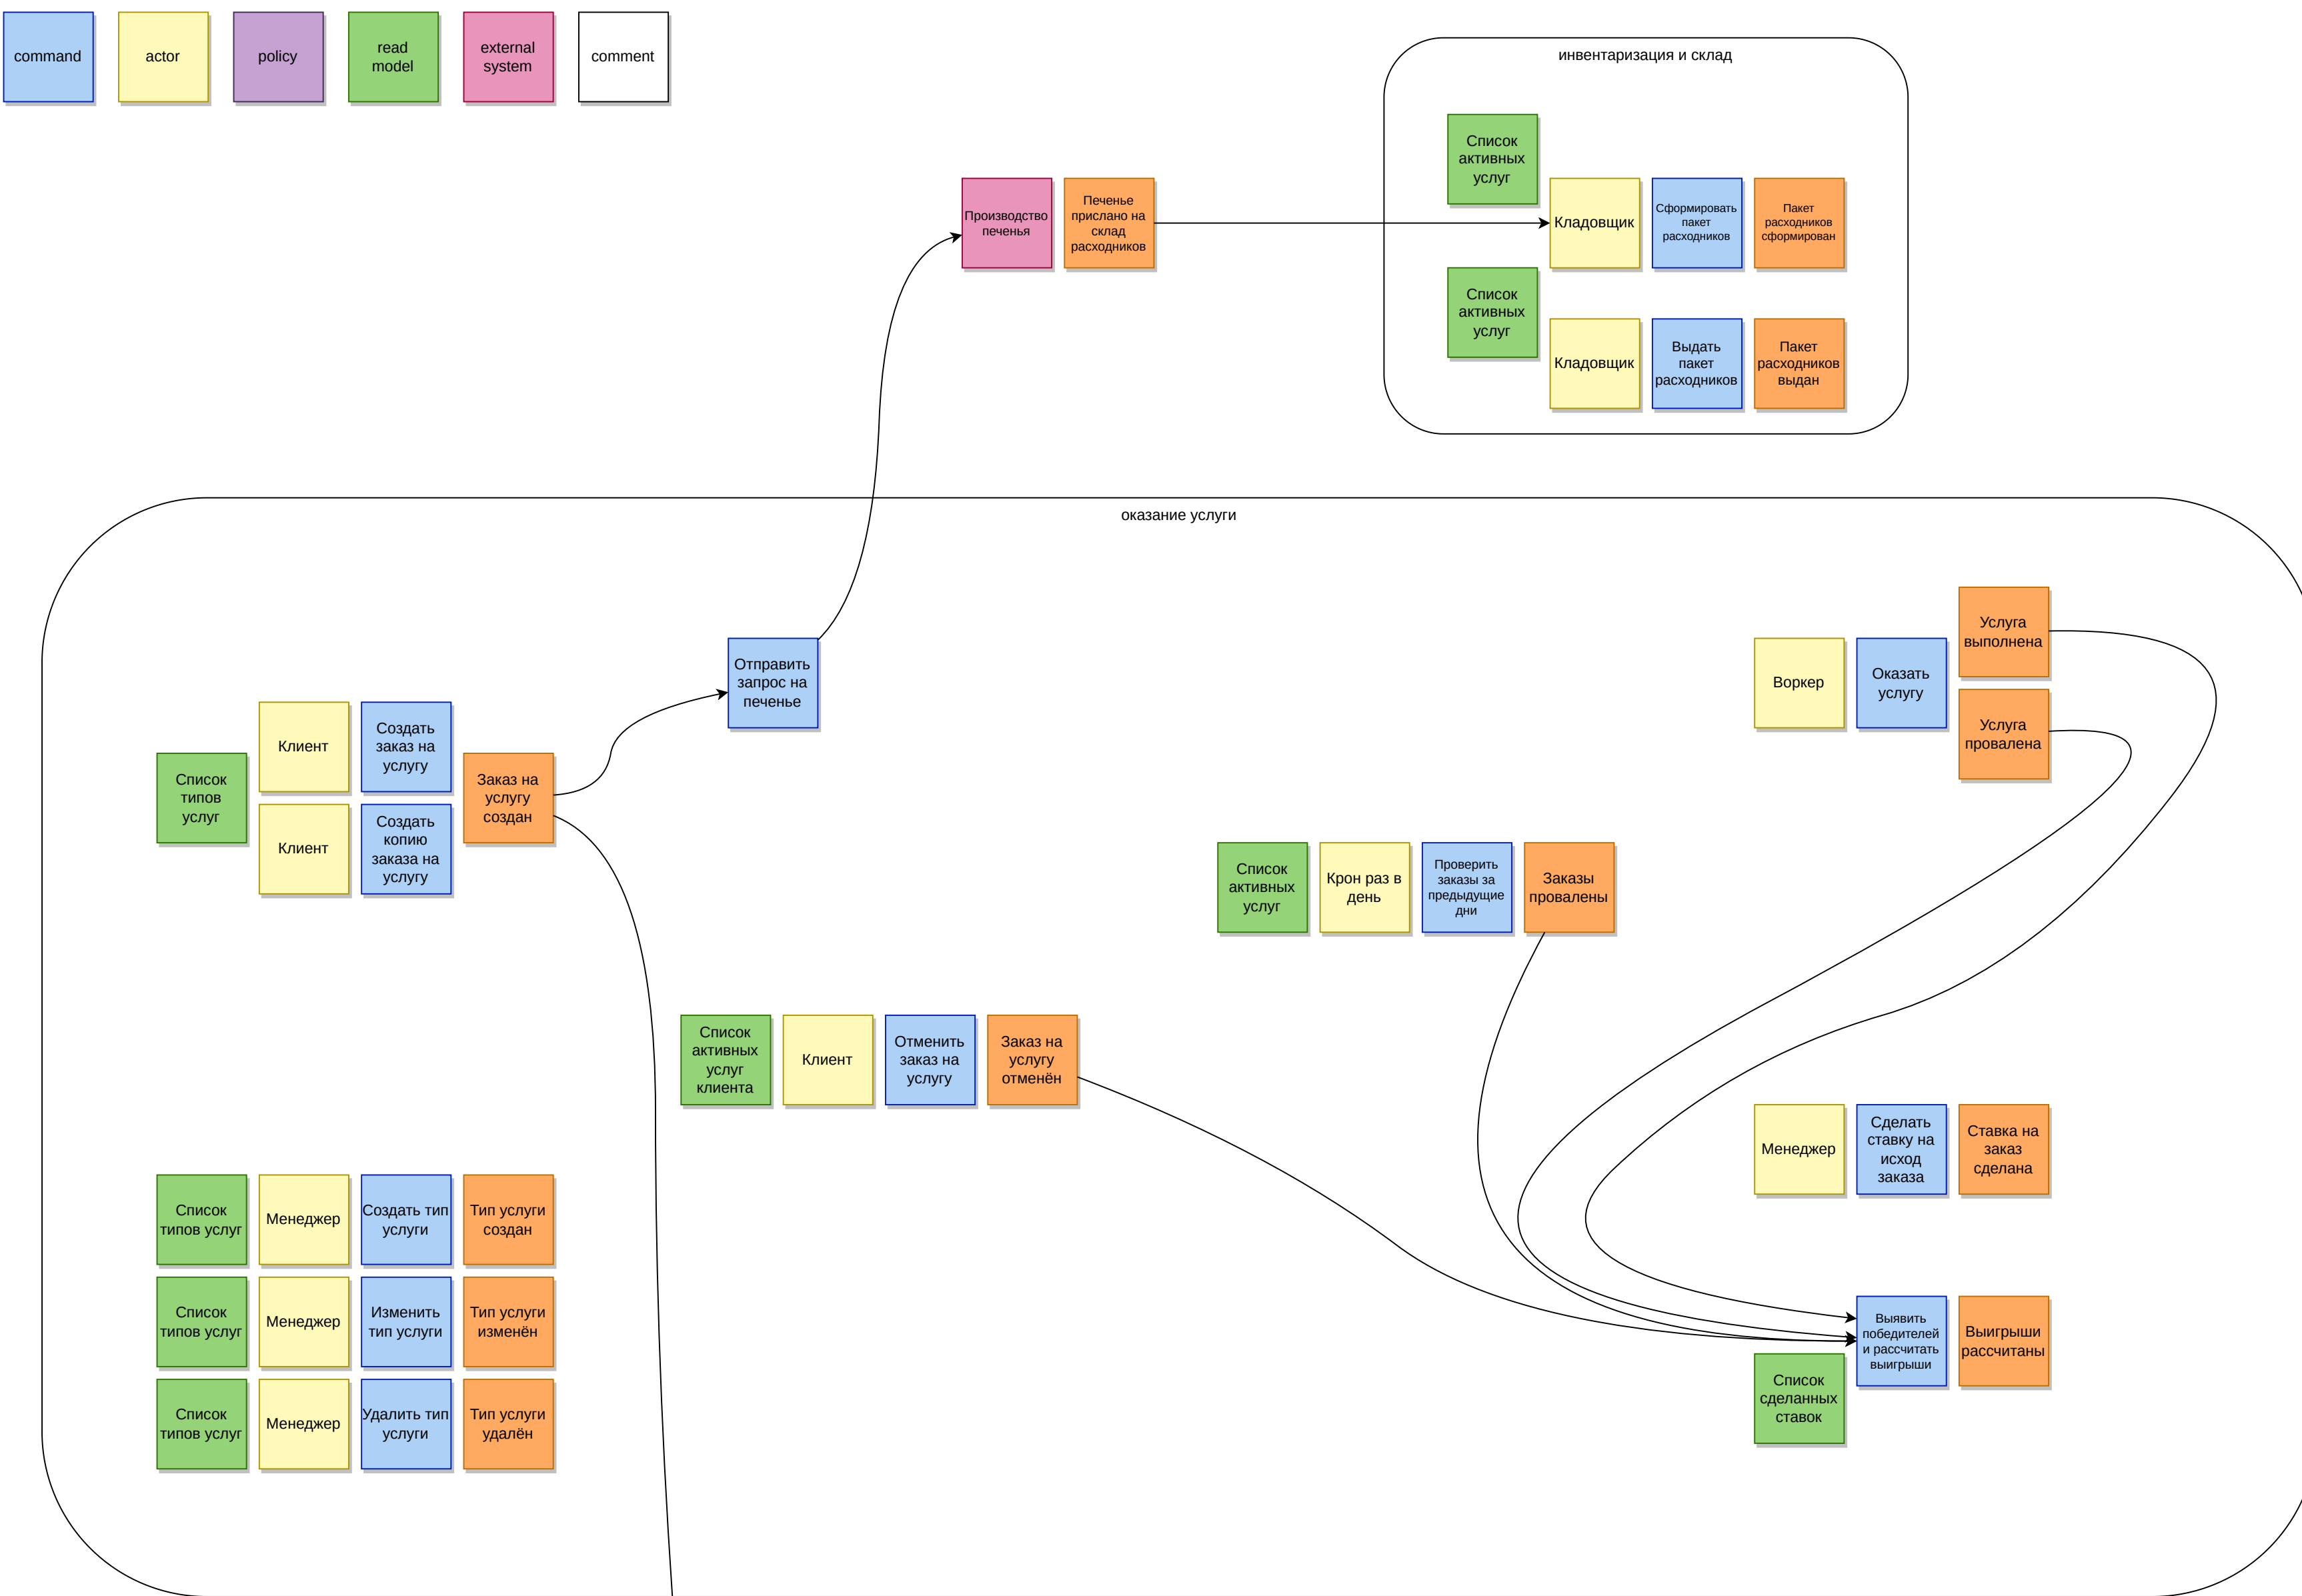 command
actor
policy
read
model
external
system
comment
инвентаризация и склад
Список
активных
услуг
Производство
печенья
Печенье
прислано на
склад
расходников
Кладовщик
Сформировать
пакет
расходников
Пакет
расходников
сформирован
Список
активных
услуг
Кладовщик
Выдать
пакет
расходников
Пакет
расходников
выдан
оказание услуги
Отправить
запрос на
печенье
Воркер
Оказать
услугу
Услуга
выполнена
Услуга
провалена
Список
типов
услуг
Клиент
Создать
заказ на
услугу
Клиент
Создать
копию
заказа на
услугу
Заказ на
услугу
создан
Список
активных
услуг
Крон раз в
день
Проверить
заказы за
предыдущие
дни
Заказы
провалены
Список
активных
услуг
клиента
Клиент
Отменить
заказ на
услугу
Заказ на
услугу
отменён
Менеджер
Сделать
ставку на
исход
заказа
Ставка на
заказ
сделана
Список
типов услуг
Менеджер
Создать тип
услуги
Тип услуги
создан
Список
типов услуг
Менеджер
Изменить
тип услуги
Тип услуги
изменён
Список
типов услуг
Менеджер
Удалить тип
услуги
Тип услуги
удалён
Выявить
победителей
и рассчитать
выигрыши
Выигрыши
рассчитаны
Список
сделанных
ставок